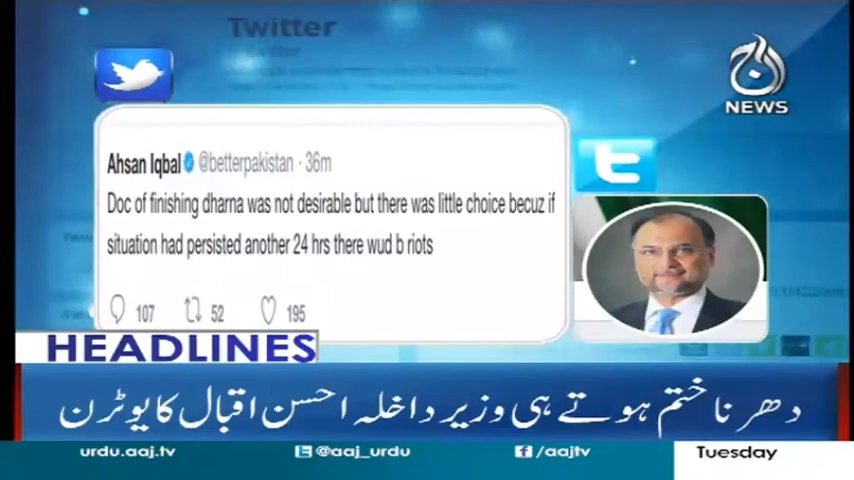 Twitter
آج
NEWS
Ahsan Iqbal @betterpakistan · 36m
Doc of finishing dharna was not desirable but there was little choice becuz if
situation had persisted another 24 hrs there wud b riots
107 52 195
HEADLINES
دھرنا ختم ہوتے ہی وزیر داخلہ احسن اقبال کا یوٹرن
urdu.aaj.tv @aaj_urdu /aajtv Tuesday